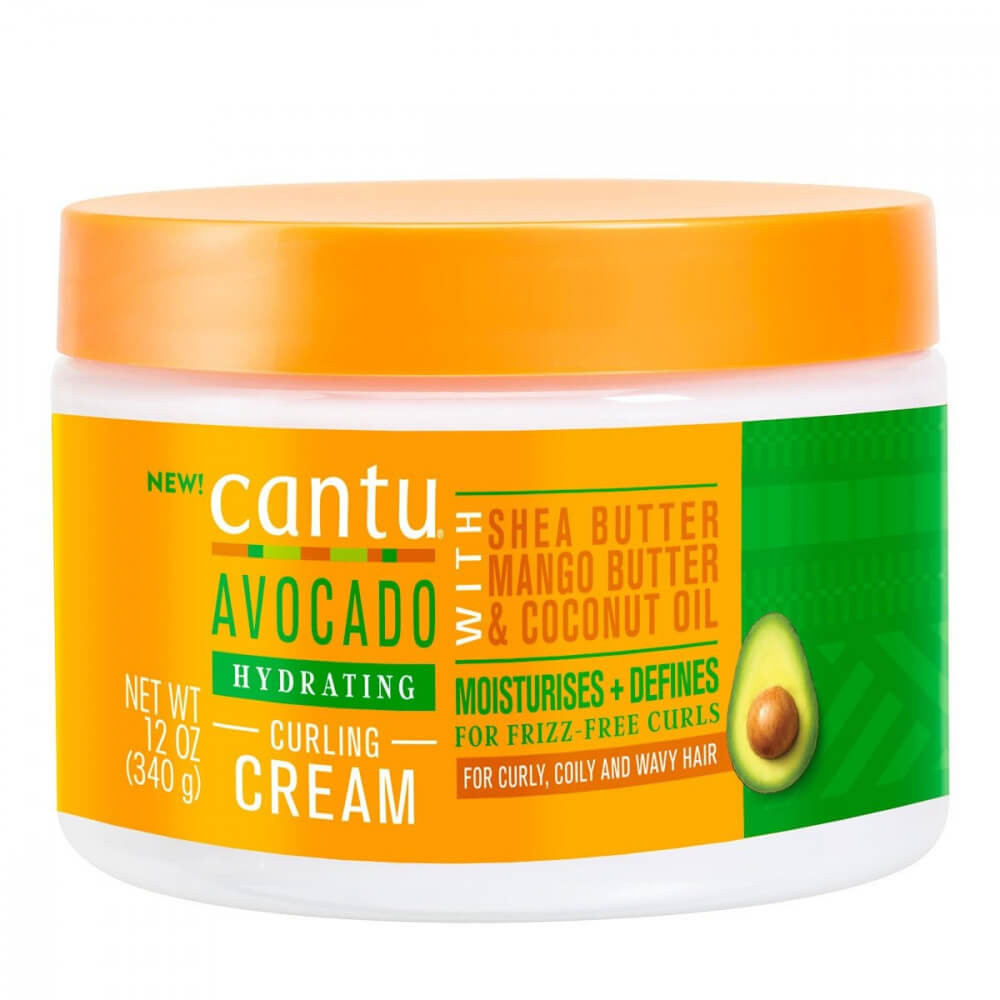 NEW!
cantu®
AVOCADO
HYDRATING
CURLING
CREAM
NET WT
12 OZ
(340 g)
WITH
SHEA BUTTER
MANGO BUTTER
& COCONUT OIL
MOISTURISES + DEFINES
FOR FRIZZ-FREE CURLS
FOR CURLY, COILY AND WAVY HAIR